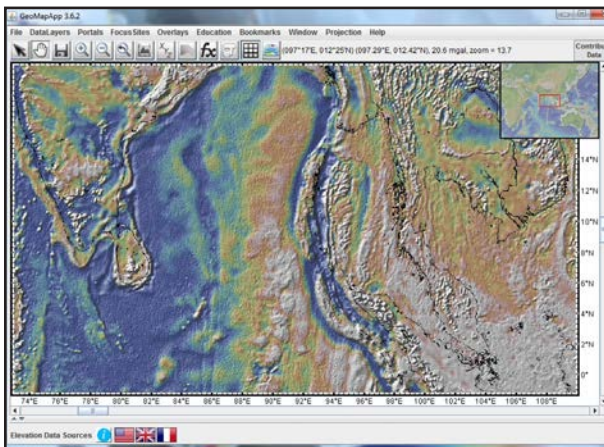 GeoMapApp 3.6.2
File DataLayers Portals FocusSites Overlays Education Bookmarks Window Projection Help
(097°17'E, 012°25'N) (097.29°E, 012.42°N), 20.6 mgal, zoom = 13.7
Contribute
Data
14°N
12°N
10°N
8°N
6°N
4°N
2°N
0°
74°E 76°E 78°E 80°E 82°E 84°E 86°E 88°E 90°E 92°E 94°E 96°E 98°E 100°E 102°E 104°E 106°E 108°E
Elevation Data Sources